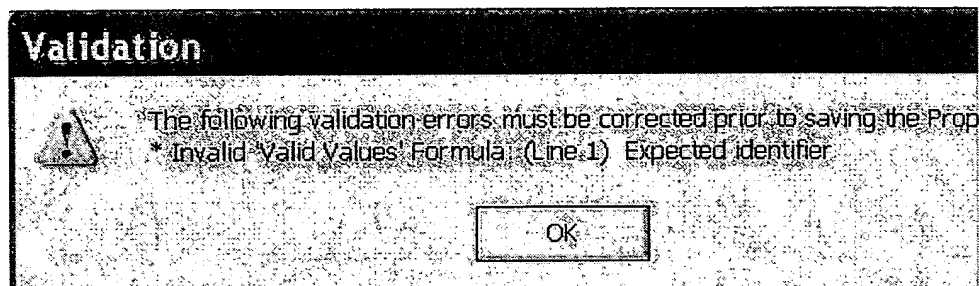 Validation
The following validation errors must be corrected prior to saving the Prop
* Invalid 'Valid Values' Formula: (Line 1) Expected identifier
OK